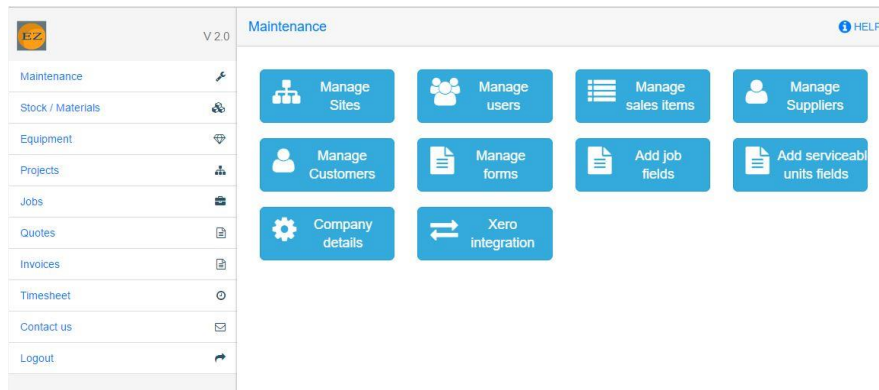 EZ
V 2.0
Maintenance
Stock / Materials
Equipment
Projects
Jobs
Quotes
Invoices
Timesheet
Contact us
Logout
Maintenance
HELP
Manage
Sites
Manage
users
Manage
sales items
Manage
Suppliers
Manage
Customers
Manage
forms
Add job
fields
Add serviceabl
units fields
Company
details
Xero
integration